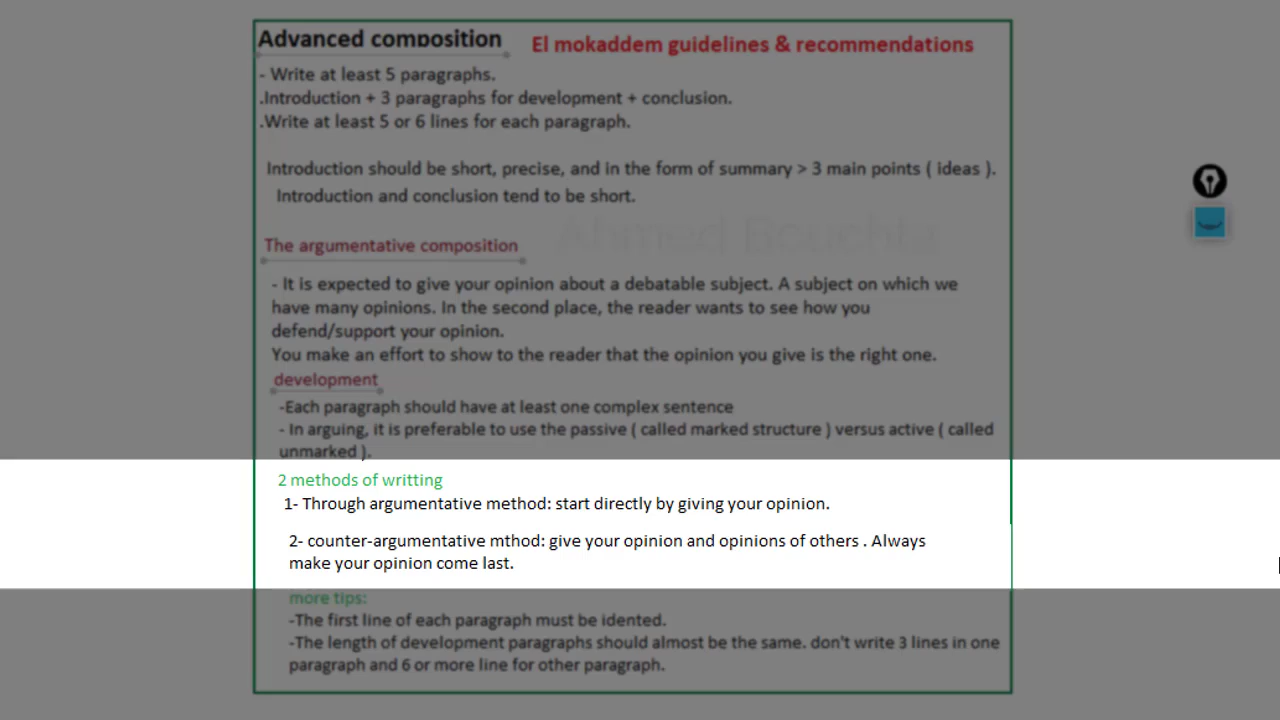 Advanced composition
El mokaddem guidelines & recommendations
- Write at least 5 paragraphs.
.Introduction + 3 paragraphs for development + conclusion.
.Write at least 5 or 6 lines for each paragraph.
Introduction should be short, precise, and in the form of summary > 3 main points ( ideas ).
Introduction and conclusion tend to be short.
Ahmed Bouchla
The argumentative composition
- It is expected to give your opinion about a debatable subject. A subject on which we
have many opinions. In the second place, the reader wants to see how you
defend/support your opinion.
You make an effort to show to the reader that the opinion you give is the right one.
development
-Each paragraph should have at least one complex sentence
- In arguing, it is preferable to use the passive ( called marked structure ) versus active ( called
unmarked ).
2 methods of writting
1- Through argumentative method: start directly by giving your opinion.
2- counter-argumentative mthod: give your opinion and opinions of others . Always
make your opinion come last.
more tips:
-The first line of each paragraph must be idented.
-The length of development paragraphs should almost be the same. don't write 3 lines in one
paragraph and 6 or more line for other paragraph.